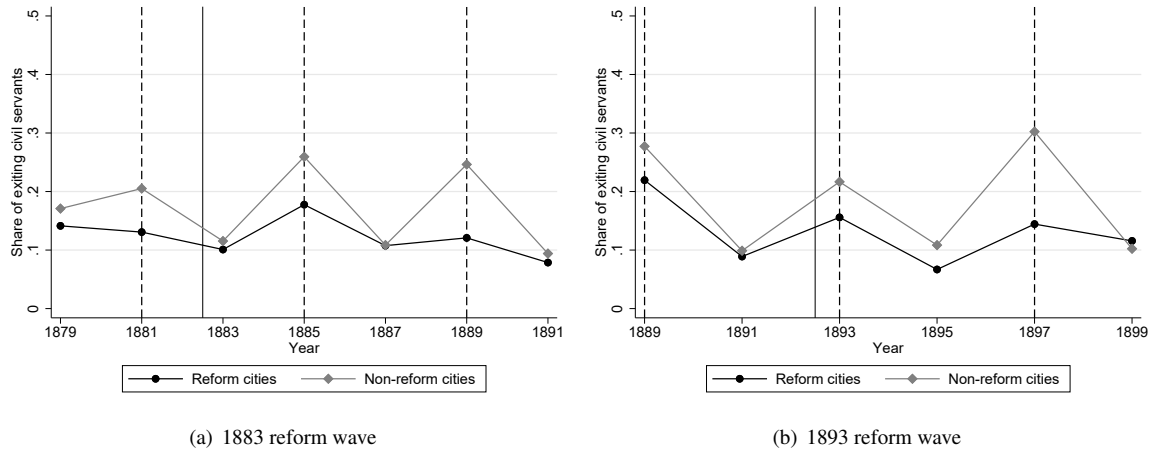 .5
.4
.3
.2
.1
0
Share of exiting civil servants
1879 1881 1883 1885 1887 1889 1891
Year
Reform cities Non-reform cities
(a) 1883 reform wave
.5
.4
.3
.2
.1
0
Share of exiting civil servants
1889 1891 1893 1895 1897 1899
Year
Reform cities Non-reform cities
(b) 1893 reform wave